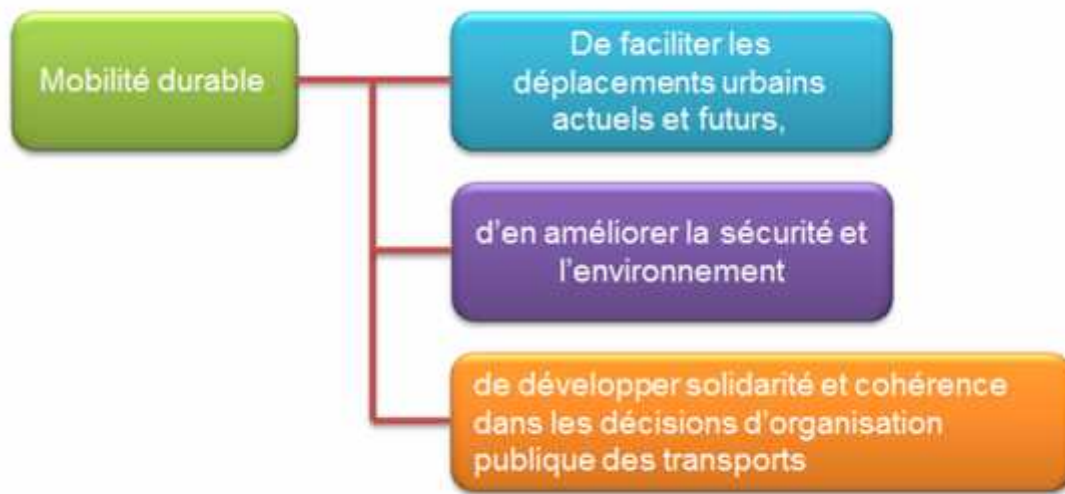 Mobilité durable
De faciliter les
déplacements urbains
actuels et futurs,
d'en améliorer la sécurité et
l'environnement
de développer solidarité et cohérence
dans les décisions d'organisation
publique des transports